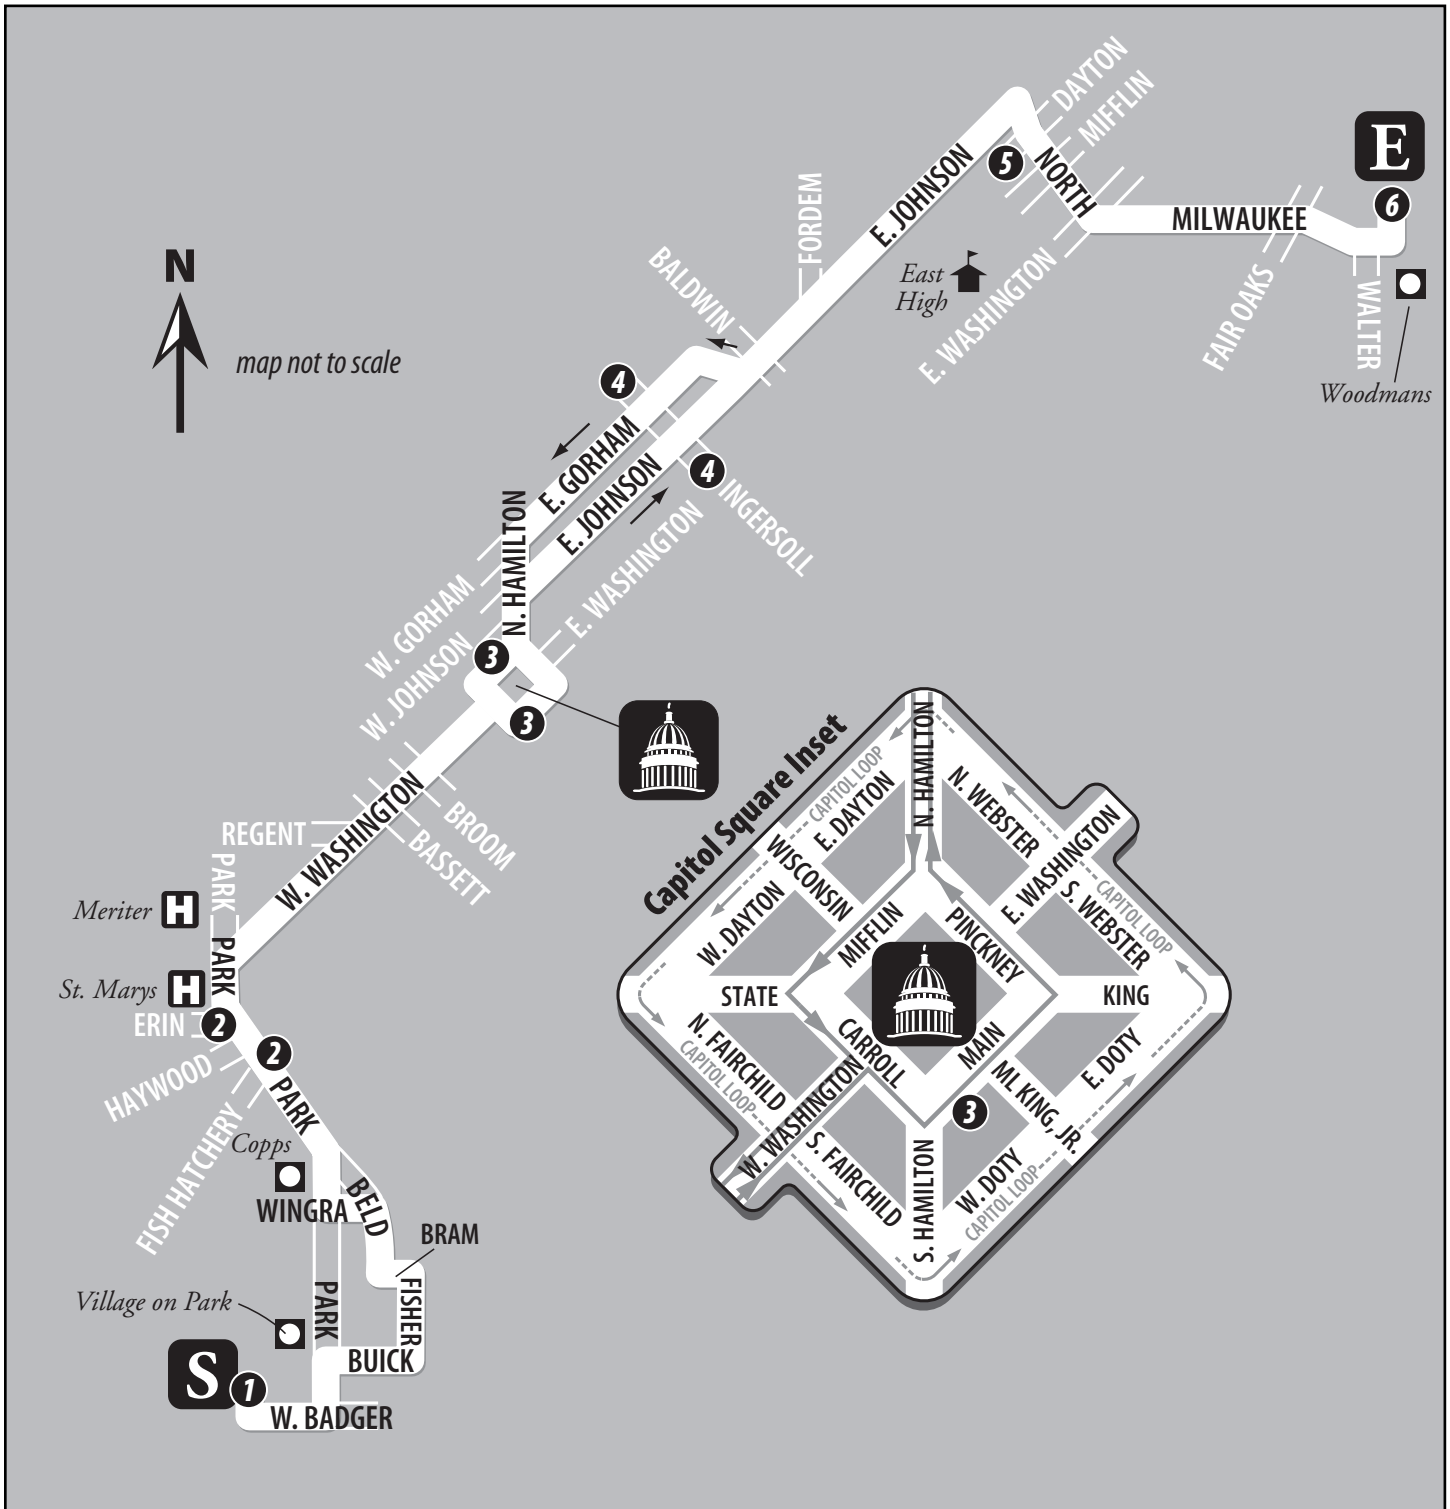 DAYTON
MIFFLIN
E
5
NORTH
6
E. JOHNSON
FORDEM
MILWAUKEE
N
BALDWIN
East
High
E. WASHINGTON
FAIR OAKS
WALTER
map not to scale
Woodmans
4
E. GORHAM
4
E. JOHNSON
INGERSOLL
N. HAMILTON
E. WASHINGTON
W. GORHAM
W. JOHNSON
3
3
Capitol Square Inset
N. HAMILTON
CAPITOL LOOP
E. DAYTON
N. WEBSTER
E. WASHINGTON
WISCONSIN
S. WEBSTER
CAPITOL LOOP
W. DAYTON
MIFFLIN
PINCKNEY
STATE
KING
CARROLL
MAIN
N. FAIRCHILD
CAPITOL LOOP
E. DOTY
ML KING, JR.
W. WASHINGTON
3
S. FAIRCHILD
S. HAMILTON
W. DOTY
CAPITOL LOOP
BROOM
BASSETT
REGENT
W. WASHINGTON
PARK
Meriter H
PARK
St. Marys H
ERIN 2
2
HAYWOOD
PARK
FISH HATCHERY
Copps
BELD
WINGRA
BRAM
FISHER
PARK
Village on Park
BUICK
S 1
W. BADGER